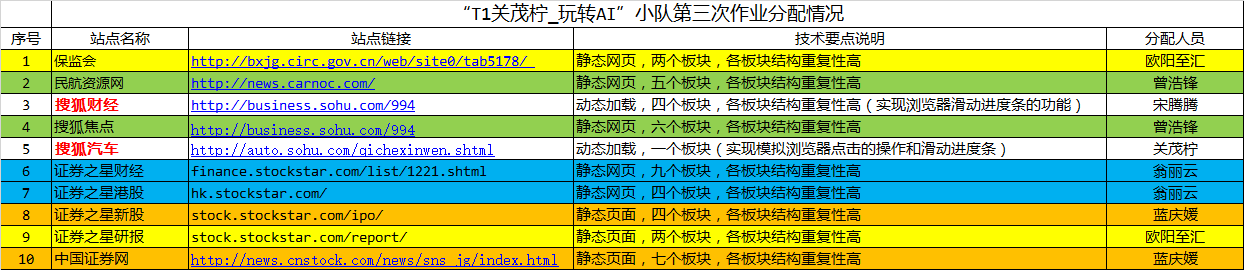 “T1关茂柠_玩转AI”小队第三次作业分配情况
序号 站点名称 站点链接 技术要点说明 分配人员
1 保监会 http://bxjg.circ.gov.cn/web/site0/tab5178/ 静态网页，两个板块，各板块结构重复性高 欧阳至汇
2 民航资源网 http://news.carnoc.com/ 静态网页，五个板块，各板块结构重复性高 曾浩锋
3 搜狐财经 http://business.sohu.com/994 动态加载，四个板块，各板块结构重复性高（实现浏览器滑动进度条的功能） 宋腾腾
4 搜狐焦点 http://business.sohu.com/994 静态网页，六个板块，各板块结构重复性高 曾浩锋
5 搜狐汽车 http://auto.sohu.com/qichexinwen.shtml 动态加载，一个板块（实现模拟浏览器点击的操作和滑动进度条） 关茂柠
6 证券之星财经 finance.stockstar.com/list/1221.shtml 静态网页，九个板块，各板块结构重复性高 翁丽云
7 证券之星港股 hk.stockstar.com/ 静态网页，四个板块，各板块结构重复性高 翁丽云
8 证券之星新股 stock.stockstar.com/ipo/ 静态页面，四个板块，各板块结构重复性高 蓝庆媛
9 证券之星研报 stock.stockstar.com/report/ 静态页面，两个板块，各板块结构重复性高 欧阳至汇
10 中国证券网 http://news.cnstock.com/news/sns_jg/index.html 静态页面，七个板块，各板块结构重复性高 蓝庆媛